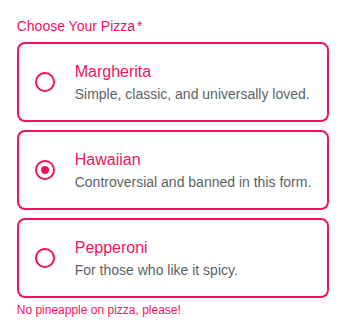 Choose Your Pizza *
Margherita
Simple, classic, and universally loved.
Hawaiian
Controversial and banned in this form.
Pepperoni
For those who like it spicy.
No pineapple on pizza, please!